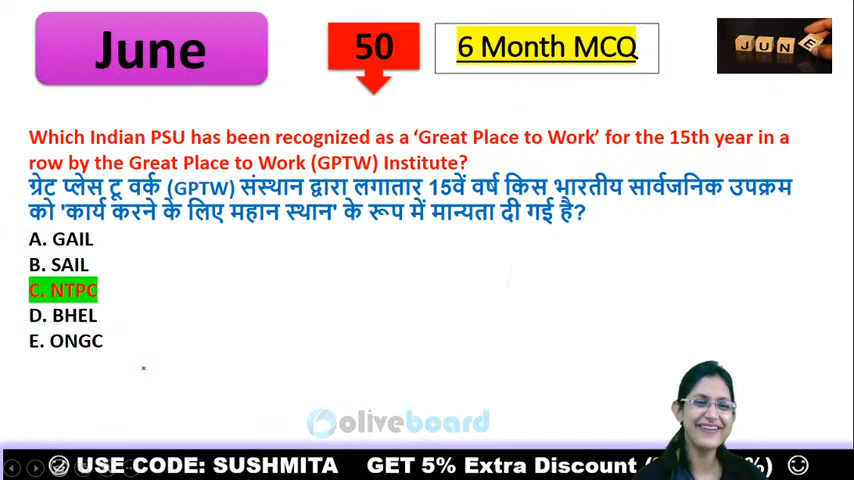 June
50
6 Month MCQ
JUNE
Which Indian PSU has been recognized as a ‘Great Place to Work’ for the 15th year in a
row by the Great Place to Work (GPTW) Institute?
ग्रेट प्लेस टू वर्क (GPTW) संस्थान द्वारा लगातार 15वें वर्ष किस भारतीय सार्वजनिक उपक्रम
को 'कार्य करने के लिए महान स्थान' के रूप में मान्यता दी गई है?
A. GAIL
B. SAIL
C. NTPC
D. BHEL
E. ONGC
oliveboard
USE CODE: SUSHMITA GET 5% Extra Discount